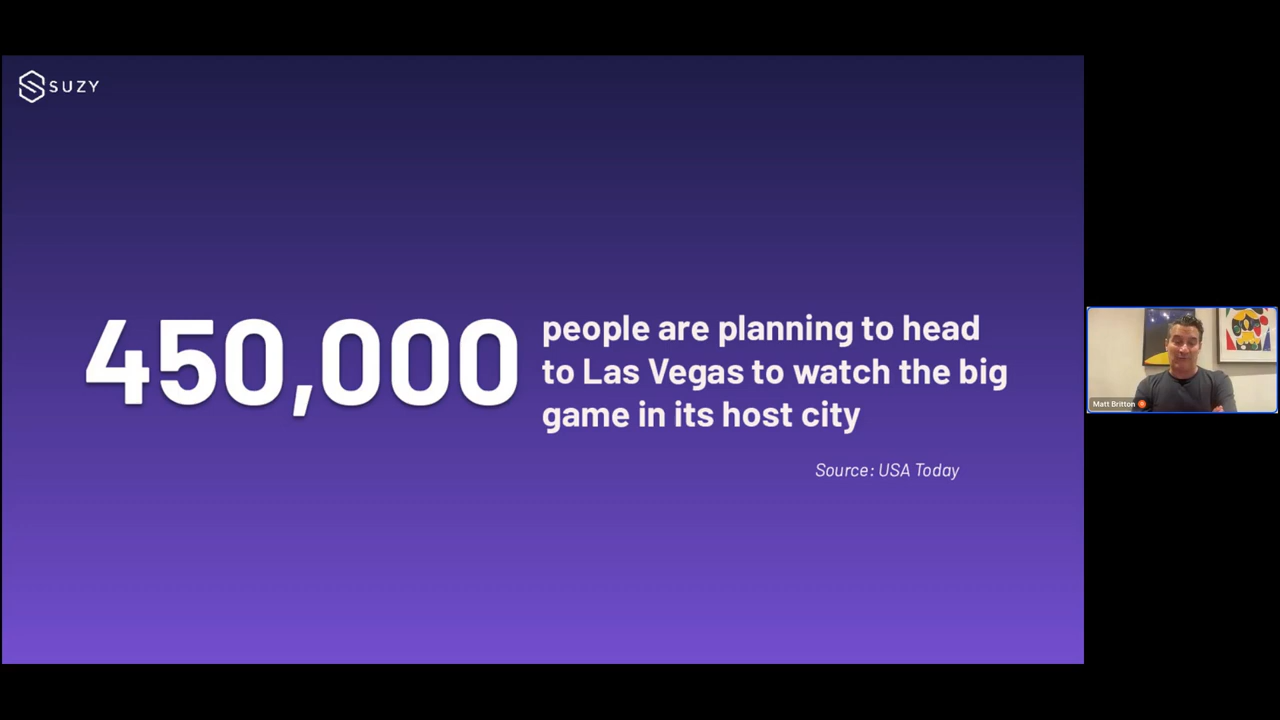 SUZY
450,000
people are planning to head
to Las Vegas to watch the big
game in its host city
Source: USA Today
Matt Britton